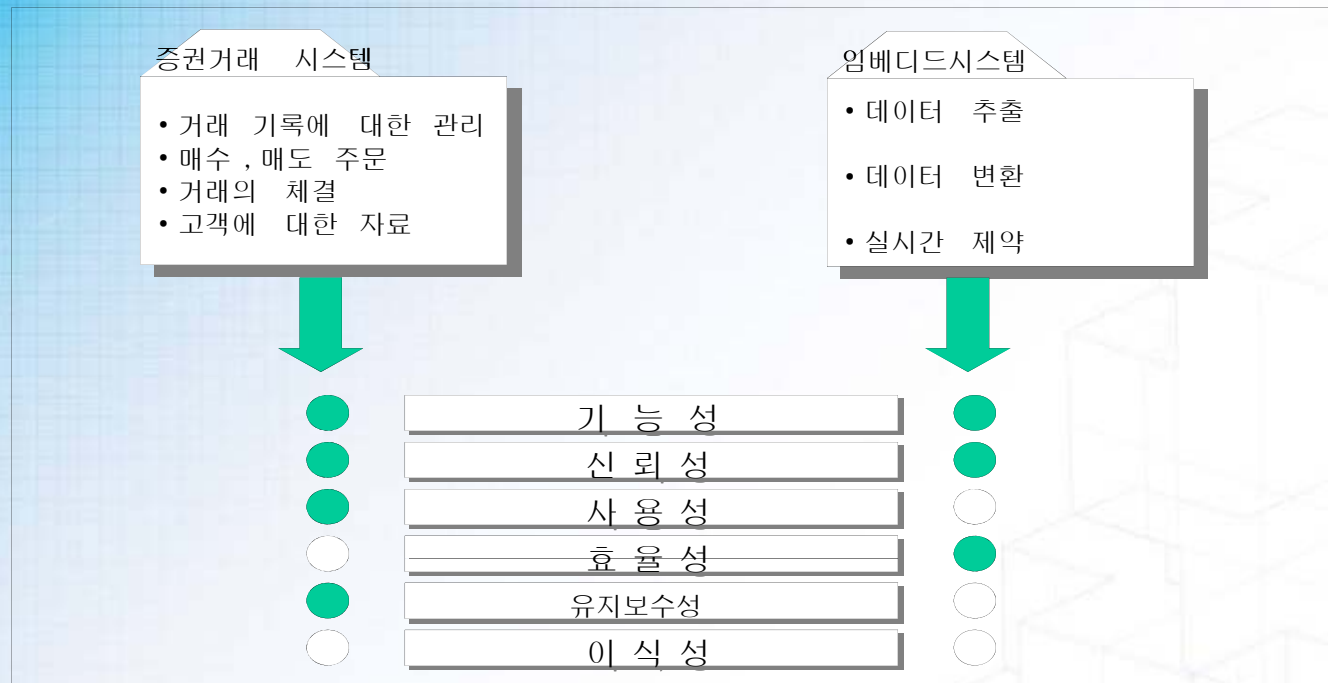 증권거래 시스템
• 거래 기록에 대한 관리
• 매수 , 매도 주문
• 거래의 체결
• 고객에 대한 자료
임베디드시스템
• 데이터 추출
• 데이터 변환
• 실시간 제약
기 능 성
신 뢰 성
사 용 성
효 율 성
유지보수성
이 식 성